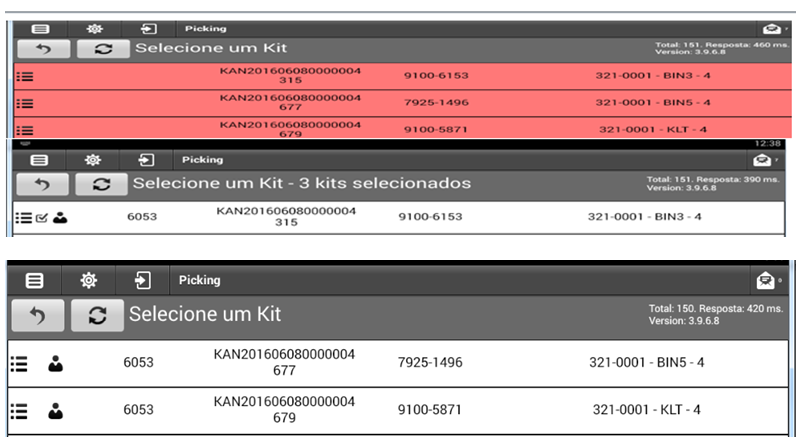 Picking
Selecione um Kit
Total: 151. Resposta: 460 ms.
Version: 3.9.6.8
KAN201606080000004
315
9100-6153
321-0001 - BIN3 - 4
KAN201606080000004
677
7925-1496
321-0001 - BIN5 - 4
KAN201606080000004
679
9100-5871
321-0001 - KLT - 4
12:38
Picking
Selecione um Kit - 3 kits selecionados
Total: 151. Resposta: 390 ms.
Version: 3.9.6.8
6053
KAN201606080000004
315
9100-6153
321-0001 - BIN3 - 4
Picking
Selecione um Kit
Total: 150. Resposta: 420 ms.
Version: 3.9.6.8
6053
KAN201606080000004
677
7925-1496
321-0001 - BIN5 - 4
6053
KAN201606080000004
679
9100-5871
321-0001 - KLT - 4